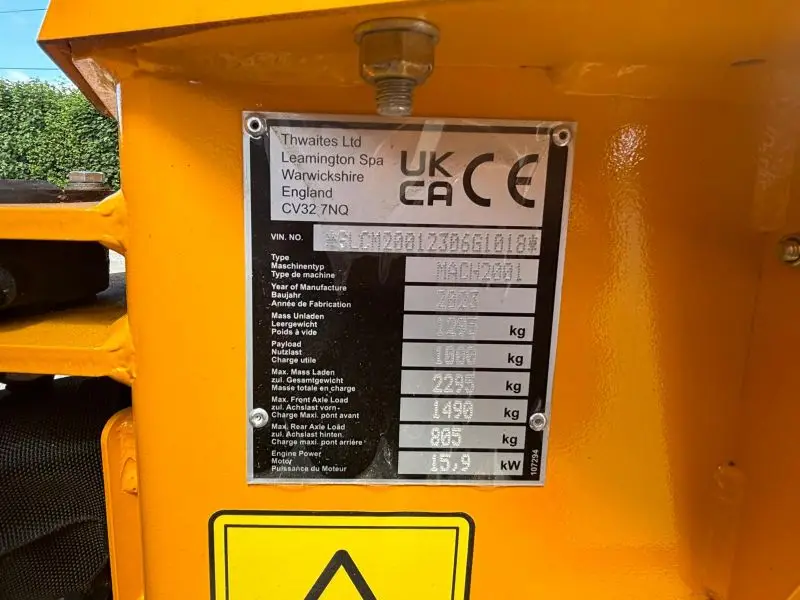 Thwaites Ltd
Leamington Spa
Warwickshire
England
CV32 7NQ
UK
CA CE
VIN. NO.
Type
Maschinentyp
Type de machine
MACH2001
Year of Manufacture
Baujahr
Année de Fabrication
2023
Mass Unladen
Leergewicht
Poids à vide
1295 kg
Payload
Nutzlast
Charge utile
1000 kg
Max. Mass Laden
zul. Gesamtgewicht
Masse totale en charge
2295 kg
Max. Front Axle Load
zul. Achslast vorn-
Charge Maxi. pont avant
1490 kg
Max. Rear Axle Load
zul. Achslast hinten.
Charge maxi. pont arrière
805 kg
Engine Power
Motor
Puissance du Moteur
15.9 kW
107294